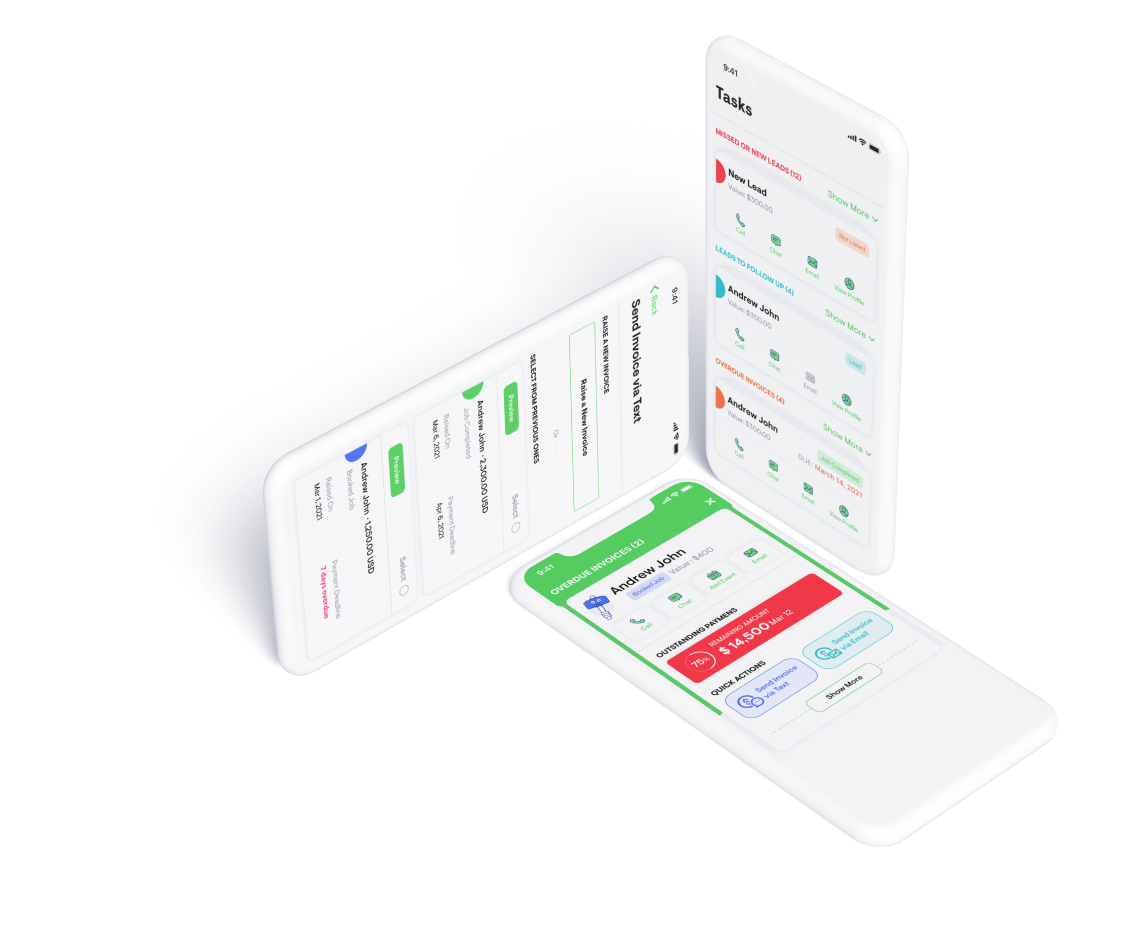 9:41
Tasks
MISSED OR NEW LEADS (12)
Show More
New Lead
Value: $300.00
Not Listed
Call
Chat
Email
View Profile
LEADS TO FOLLOW UP (4)
Show More
Andrew John
Value: $300.00
Lead
Call
Chat
Email
View Profile
OVERDUE INVOICES (4)
Show More
Andrew John
Value: $300.00
Job Completed
DUE: March 14, 2021
Call
Chat
Email
View Profile
9:41
Back
Send Invoice via Text
RAISE A NEW INVOICE
Raise a New Invoice
Or
SELECT FROM PREVIOUS ONES
Preview
Select
Andrew John · 2,300.00 USD
Job Completed
Raised On
Payment Deadline
Mar 6, 2021
Apr 6, 2021
Preview
Select
Andrew John · 1,250.00 USD
Booked Job
Raised On
Payment Deadline
Mar 1, 2021
7 days overdue
9:41
OVERDUE INVOICES (2)
Andrew John
Booked Job
Value : $400
Call
Chat
Add Event
Email
OUTSTANDING PAYMENS
75%
REMAINING AMOUNT
$ 14,500 Mar 12
QUICK ACTIONS
Send Invoice
via Text
Send Invoice
via Email
Show More